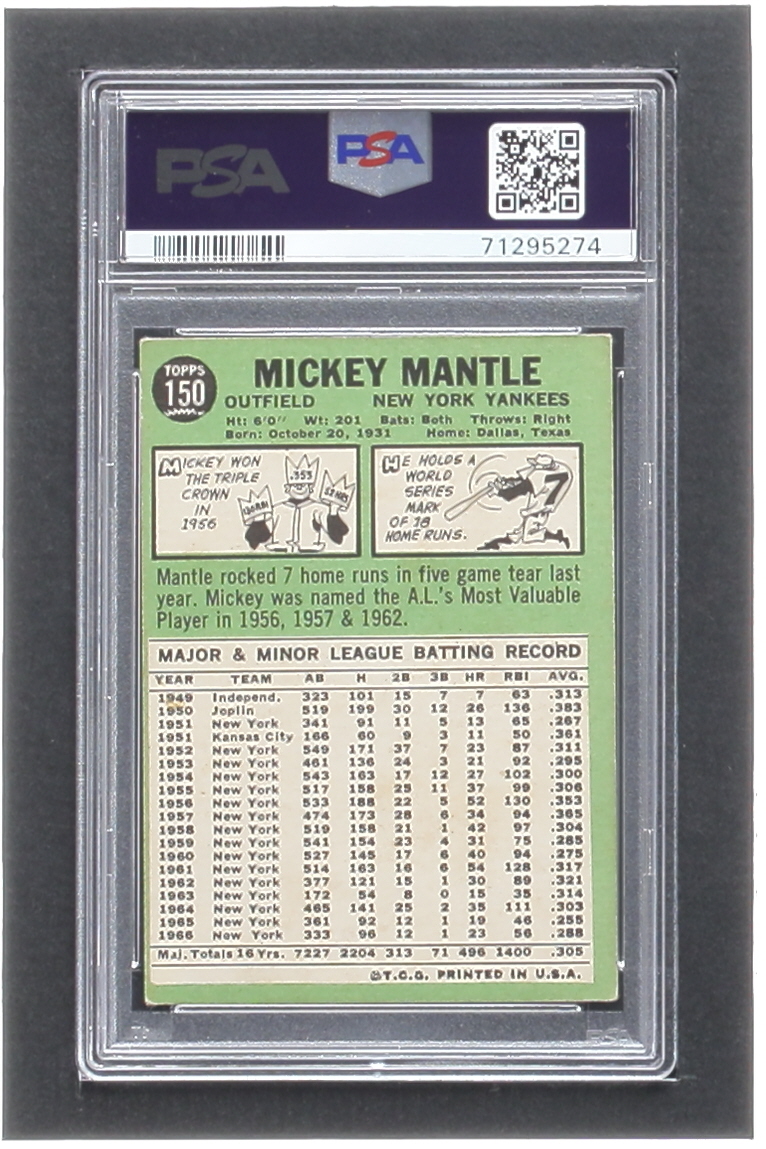 PSA
PSA
71295274
TOPPS
150
MICKEY MANTLE
OUTFIELD NEW YORK YANKEES
Ht: 6'0" Wt: 201 Bats: Both Throws: Right
Born: October 20, 1931 Home: Dallas, Texas
MICKEY WON
THE TRIPLE
CROWN
IN
1956
.353
130 RBI
52 HRS
HE HOLDS A
WORLD
SERIES
MARK
OF 18
HOME RUNS.
7
Mantle rocked 7 home runs in five game tear last
year. Mickey was named the A.L.'s Most Valuable
Player in 1956, 1957 & 1962.
MAJOR & MINOR LEAGUE BATTING RECORD
YEAR TEAM AB H 2B 3B HR RBI AVG.
1949 Independ. 323 101 15 7 7 63 .313
1950 Joplin 519 199 30 12 26 136 .383
1951 New York 341 91 11 5 13 65 .267
1951 Kansas City 166 60 9 3 11 50 .361
1952 New York 549 171 37 7 23 87 .311
1953 New York 461 136 24 3 21 92 .295
1954 New York 543 163 17 12 27 102 .300
1955 New York 517 158 25 11 37 99 .306
1956 New York 533 188 22 5 52 130 .353
1957 New York 474 173 28 6 34 94 .365
1958 New York 519 158 21 1 42 97 .304
1959 New York 541 154 23 4 31 75 .285
1960 New York 527 145 17 6 40 94 .275
1961 New York 514 163 16 6 54 128 .317
1962 New York 377 121 15 1 30 89 .321
1963 New York 172 54 8 0 15 35 .314
1964 New York 465 141 25 2 35 111 .303
1965 New York 361 92 12 1 19 46 .255
1966 New York 333 96 12 1 23 56 .288
Maj. Totals 16 Yrs. 7227 2204 313 71 496 1400 .305
©T.C.G. PRINTED IN U.S.A.